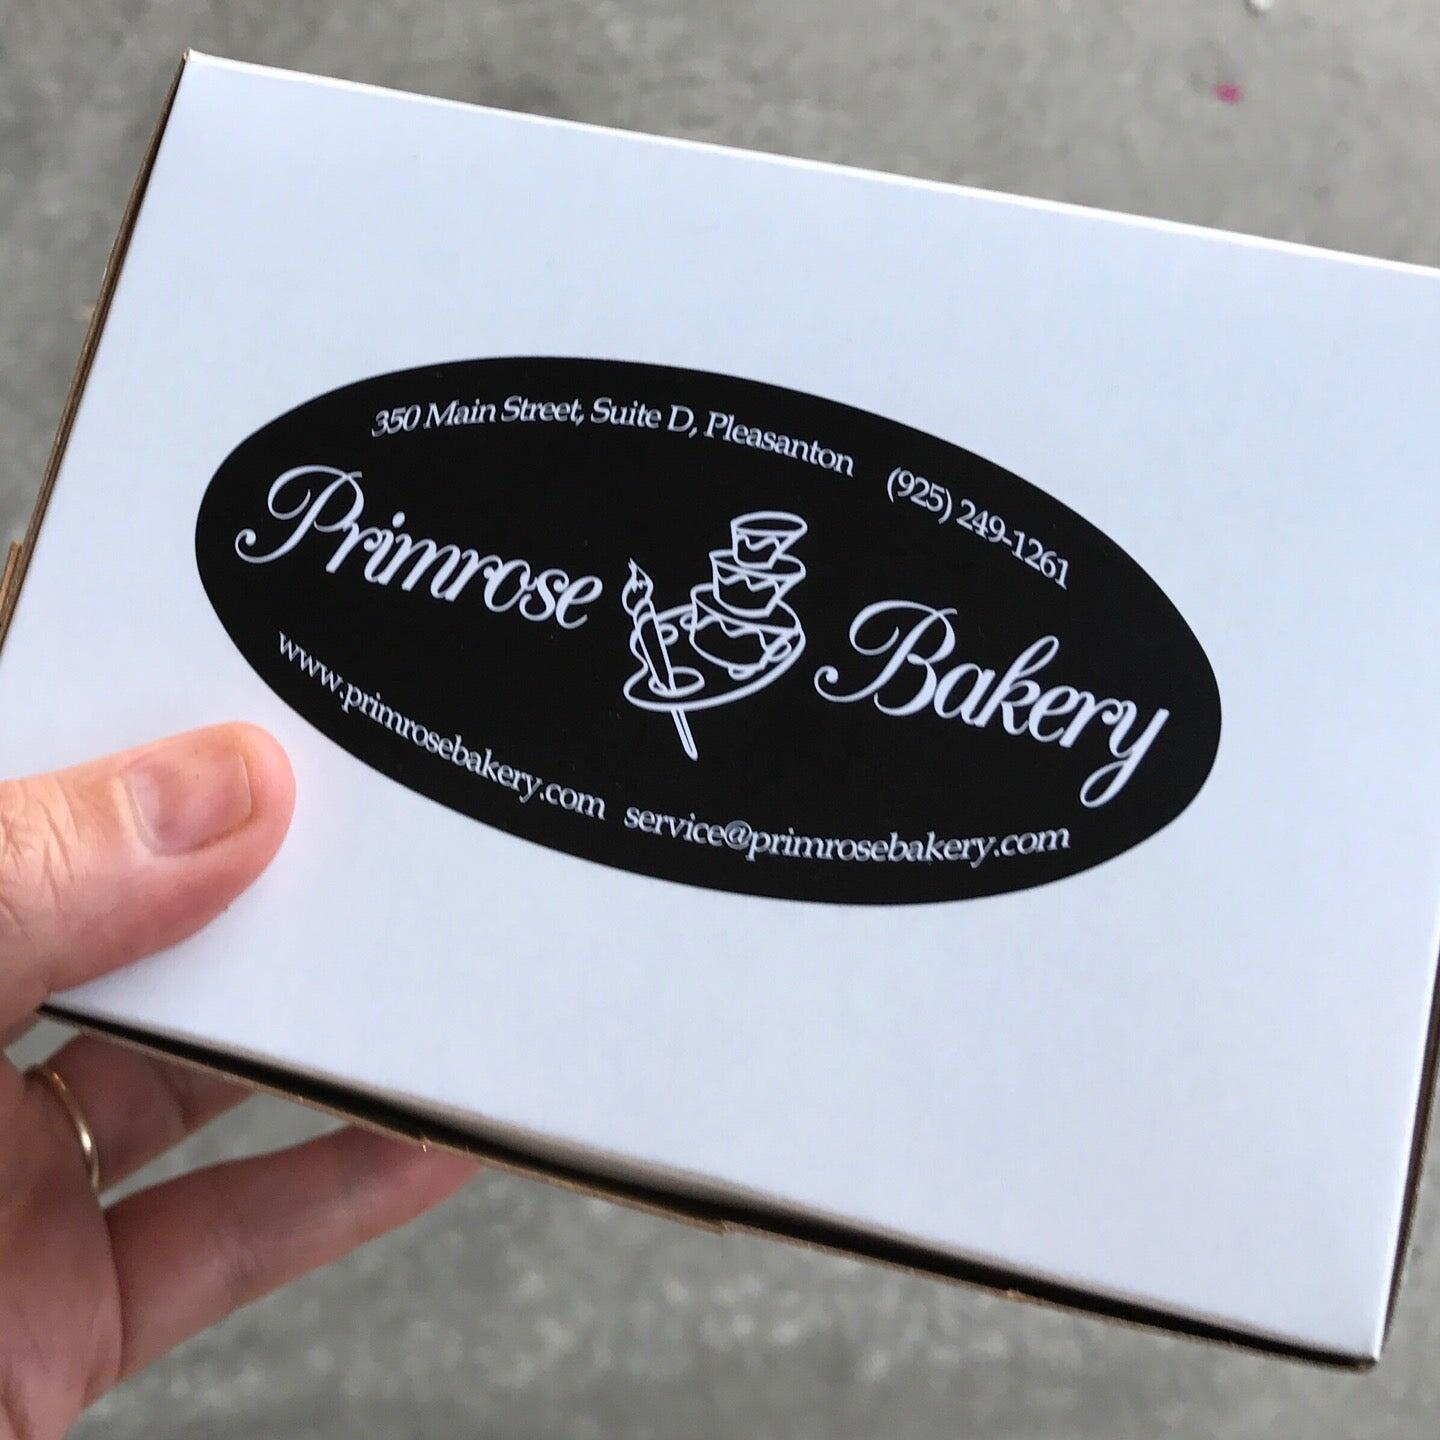 350 Main Street, Suite D, Pleasanton (925) 249-1261
Primrose Bakery
www.primrosebakery.com service@primrosebakery.com